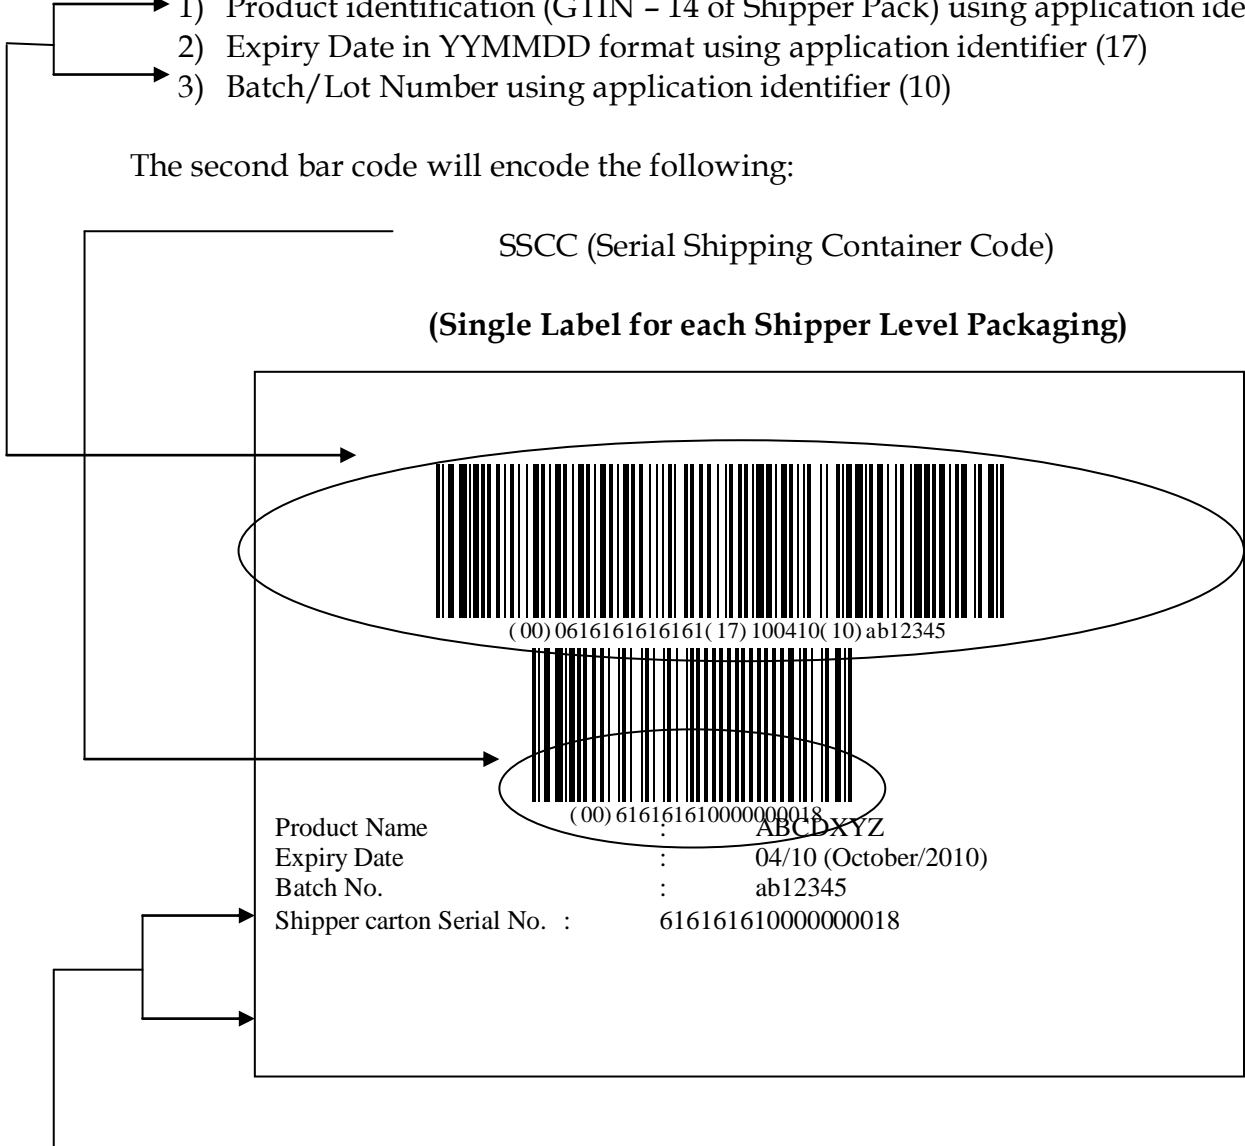 1) Product identification (GTIN – 14 of Shipper Pack) using application ide
2) Expiry Date in YYMMDD format using application identifier (17)
3) Batch/Lot Number using application identifier (10)
The second bar code will encode the following:
SSCC (Serial Shipping Container Code)
(Single Label for each Shipper Level Packaging)
(00)0616161616161(17)100410(10)ab12345
(00)616161610000000018
Product Name : ABCDXYZ
Expiry Date : 04/10 (October/2010)
Batch No. : ab12345
Shipper carton Serial No. : 616161610000000018